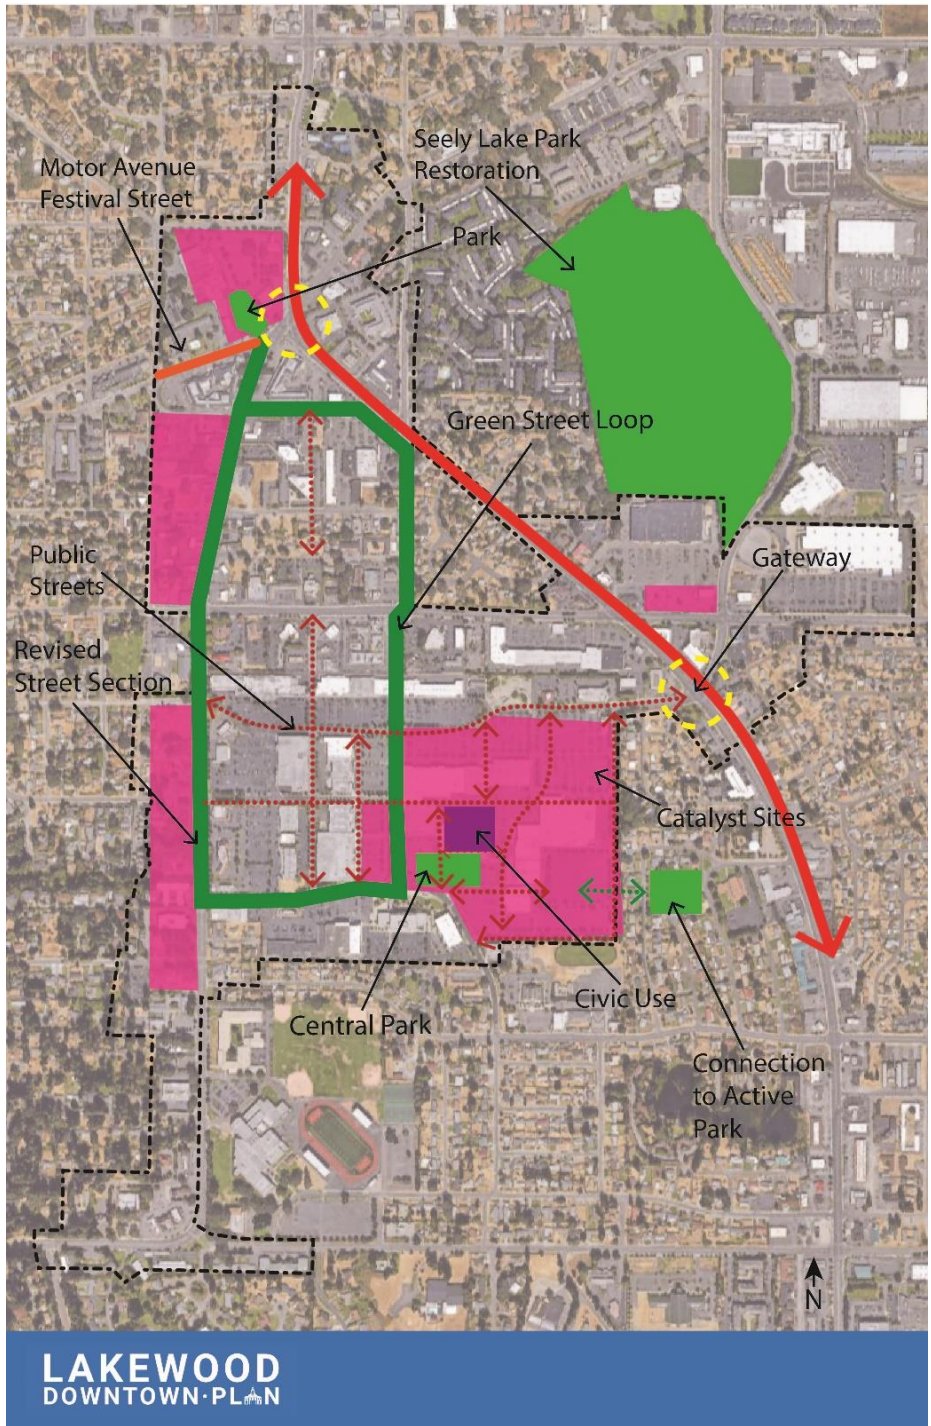 Seely Lake Park
Restoration
Motor Avenue
Festival Street
Park
Green Street Loop
Public
Streets
Gateway
Revised
Street Section
Catalyst Sites
Civic Use
Central Park
Connection
to Active
Park
N
LAKEWOOD
DOWNTOWN·PLAN